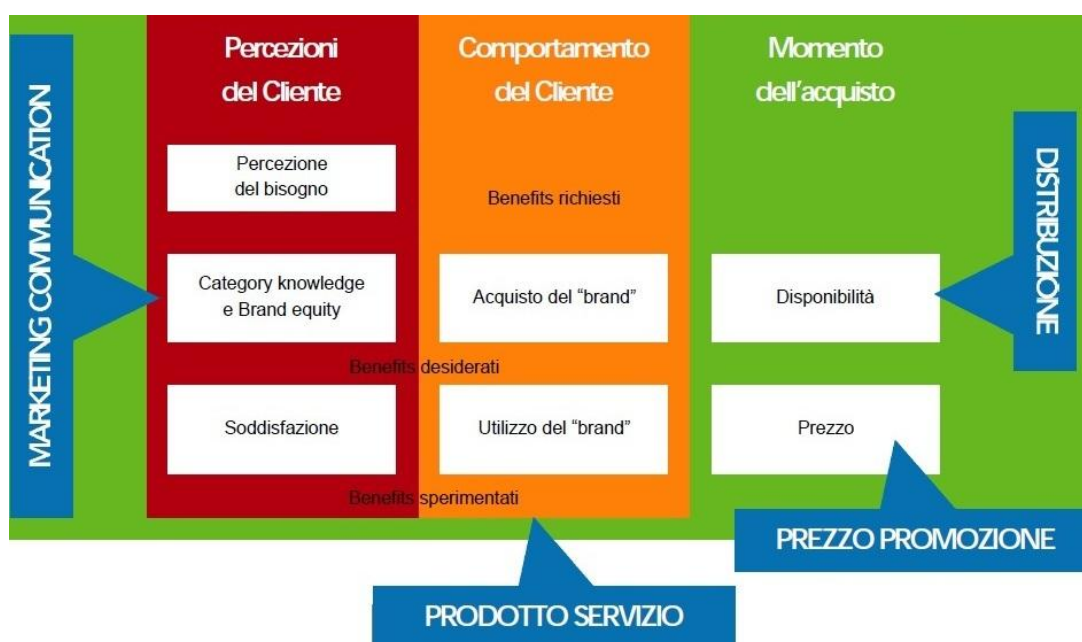 MARKETING COMMUNICATION
Percezioni
del Cliente
Comportamento
del Cliente
Momento
dell'acquisto
Percezione
del bisogno
Benefits richiesti
DISTRIBUZIONE
Category knowledge
e Brand equity
Acquisto del "brand"
Disponibilità
Benefits desiderati
Soddisfazione
Utilizzo del "brand"
Prezzo
Benefits sperimentati
PREZZO PROMOZIONE
PRODOTTO SERVIZIO